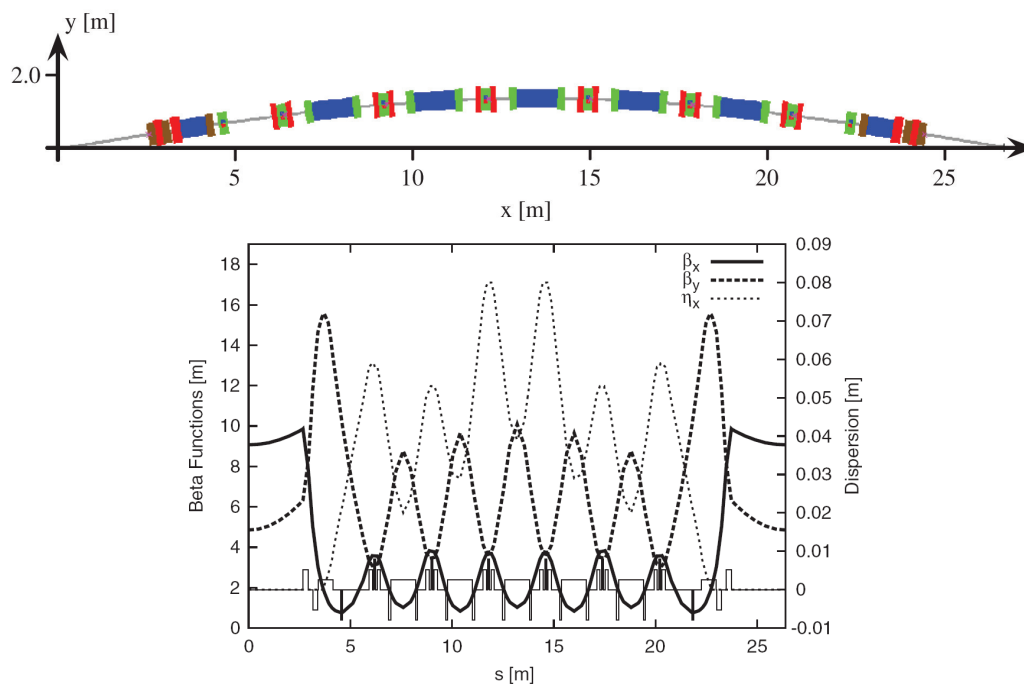 y [m]
2.0
5 10 15 20 25
x [m]
18
16
14
12
10
8
6
4
2
0
Beta Functions [m]
βx
βy
ηx
0.09
0.08
0.07
0.06
0.05
0.04
0.03
0.02
0.01
0
-0.01
Dispersion [m]
0 5 10 15 20 25
s [m]